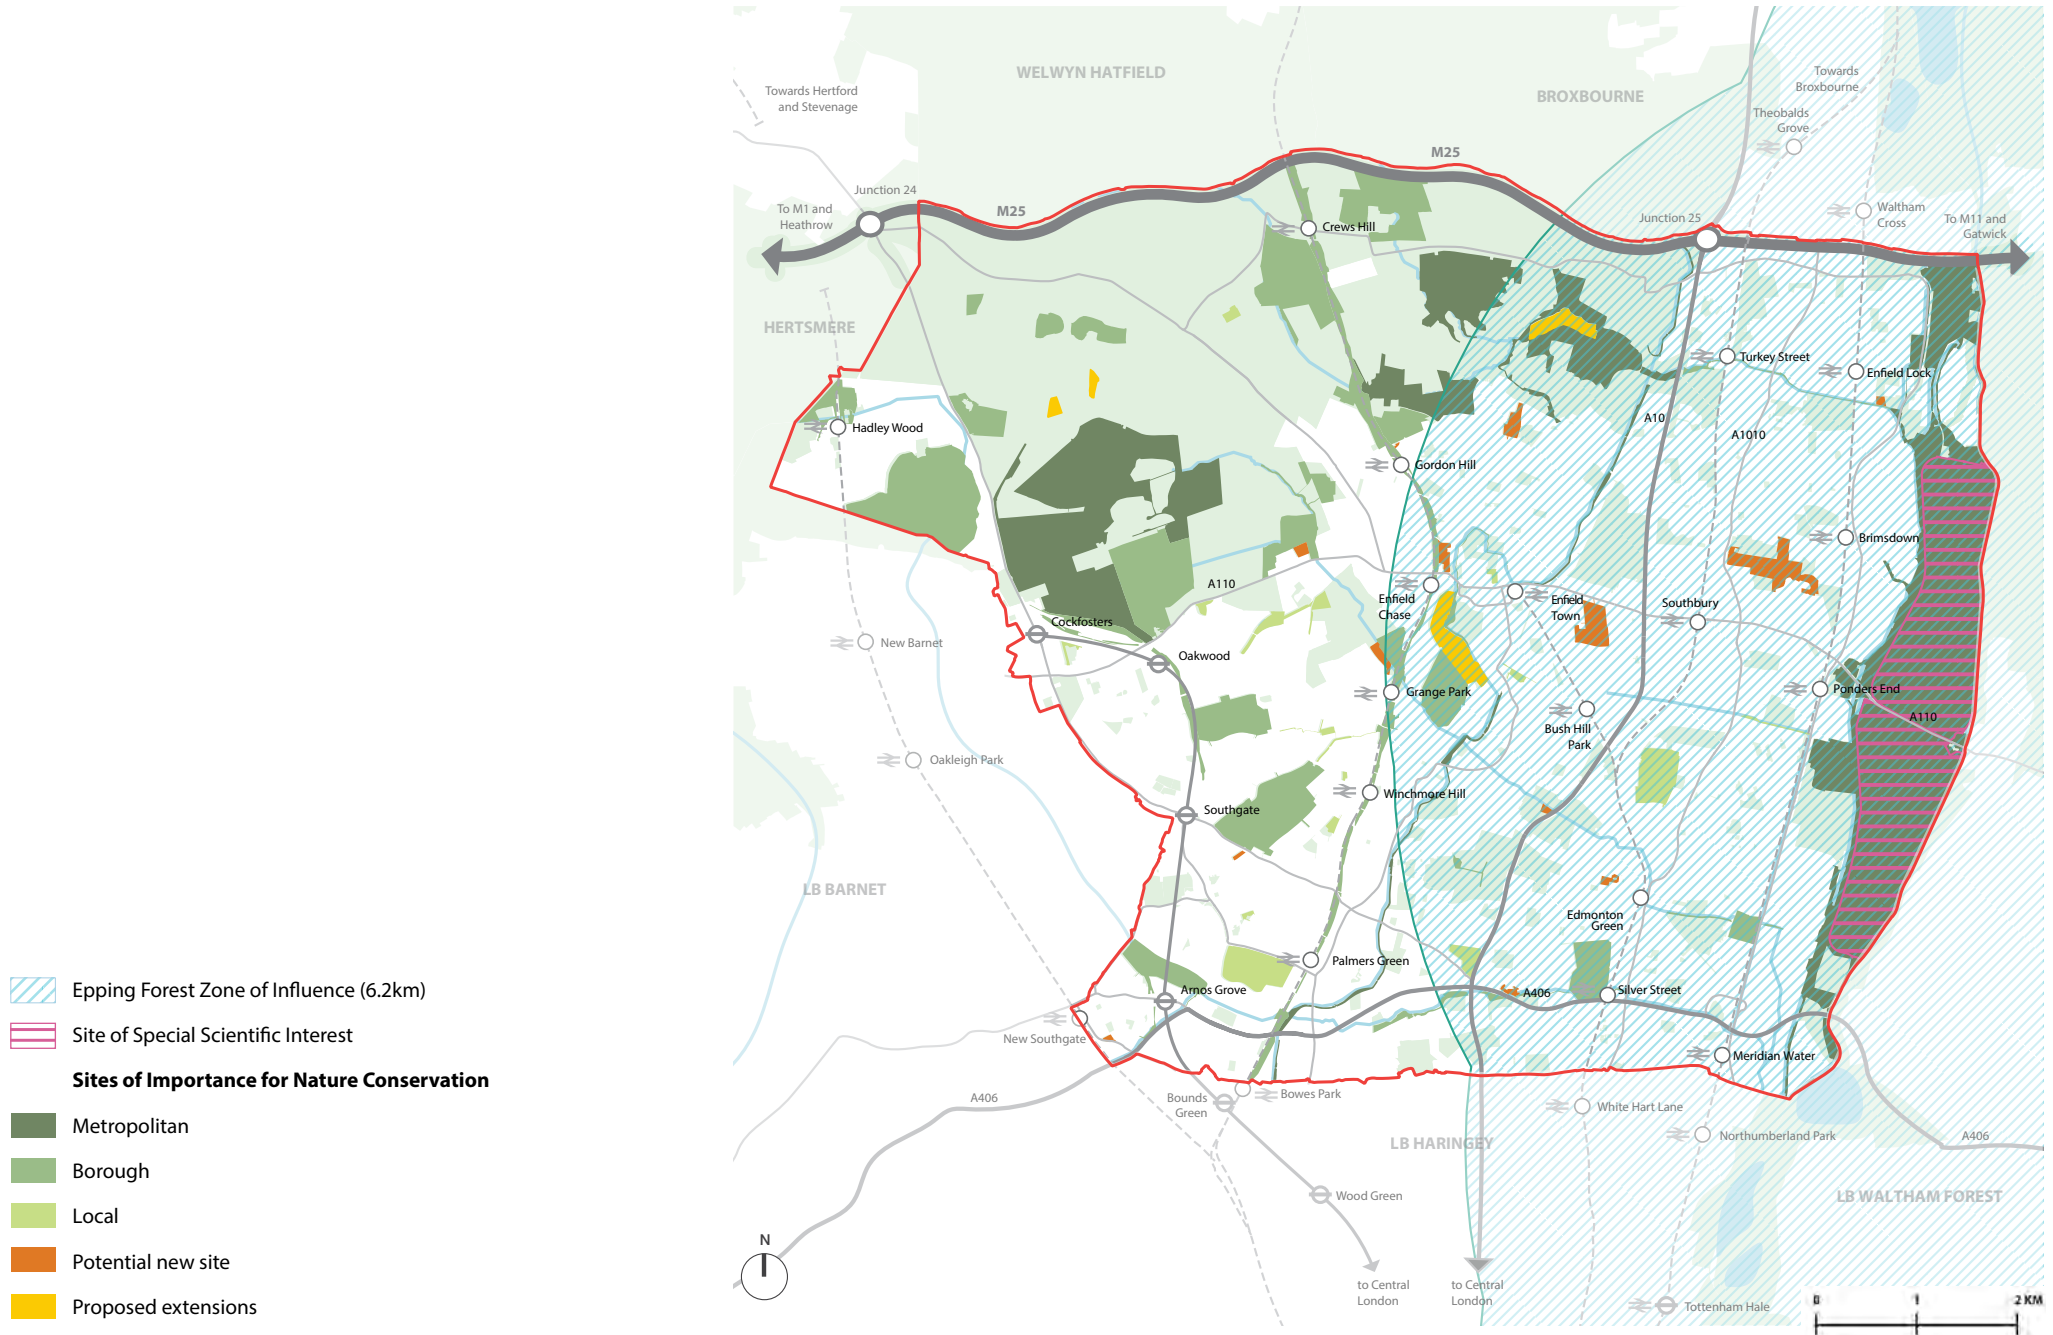 WELWYN HATFIELD
BROXBOURNE
Towards
Broxbourne
Towards Hertford
and Stevenage
Theobalds
Grove
M25
Junction 24
To M1 and
Heathrow
M25
Junction 25
Waltham
Cross
To M11 and
Gatwick
Crews Hill
HERTSMERE
Turkey Street
Enfield Lock
A10
A1010
Hadley Wood
Gordon Hill
Brimsdown
A110
Enfield
Chase
Enfield
Town
Southbury
Cockfosters
Oakwood
New Barnet
Grange Park
Ponders End
A110
Bush Hill
Park
Oakleigh Park
Winchmore Hill
Southgate
LB BARNET
Edmonton
Green
Palmers Green
Arnos Grove
A406
Silver Street
New Southgate
Meridian Water
A406
Bounds
Green
Bowes Park
White Hart Lane
LB HARINGEY
Northumberland Park
A406
Wood Green
LB WALTHAM FOREST
to Central
London
to Central
London
Tottenham Hale
N
0 1 2 KM
Epping Forest Zone of Influence (6.2km)
Site of Special Scientific Interest
Sites of Importance for Nature Conservation
Metropolitan
Borough
Local
Potential new site
Proposed extensions